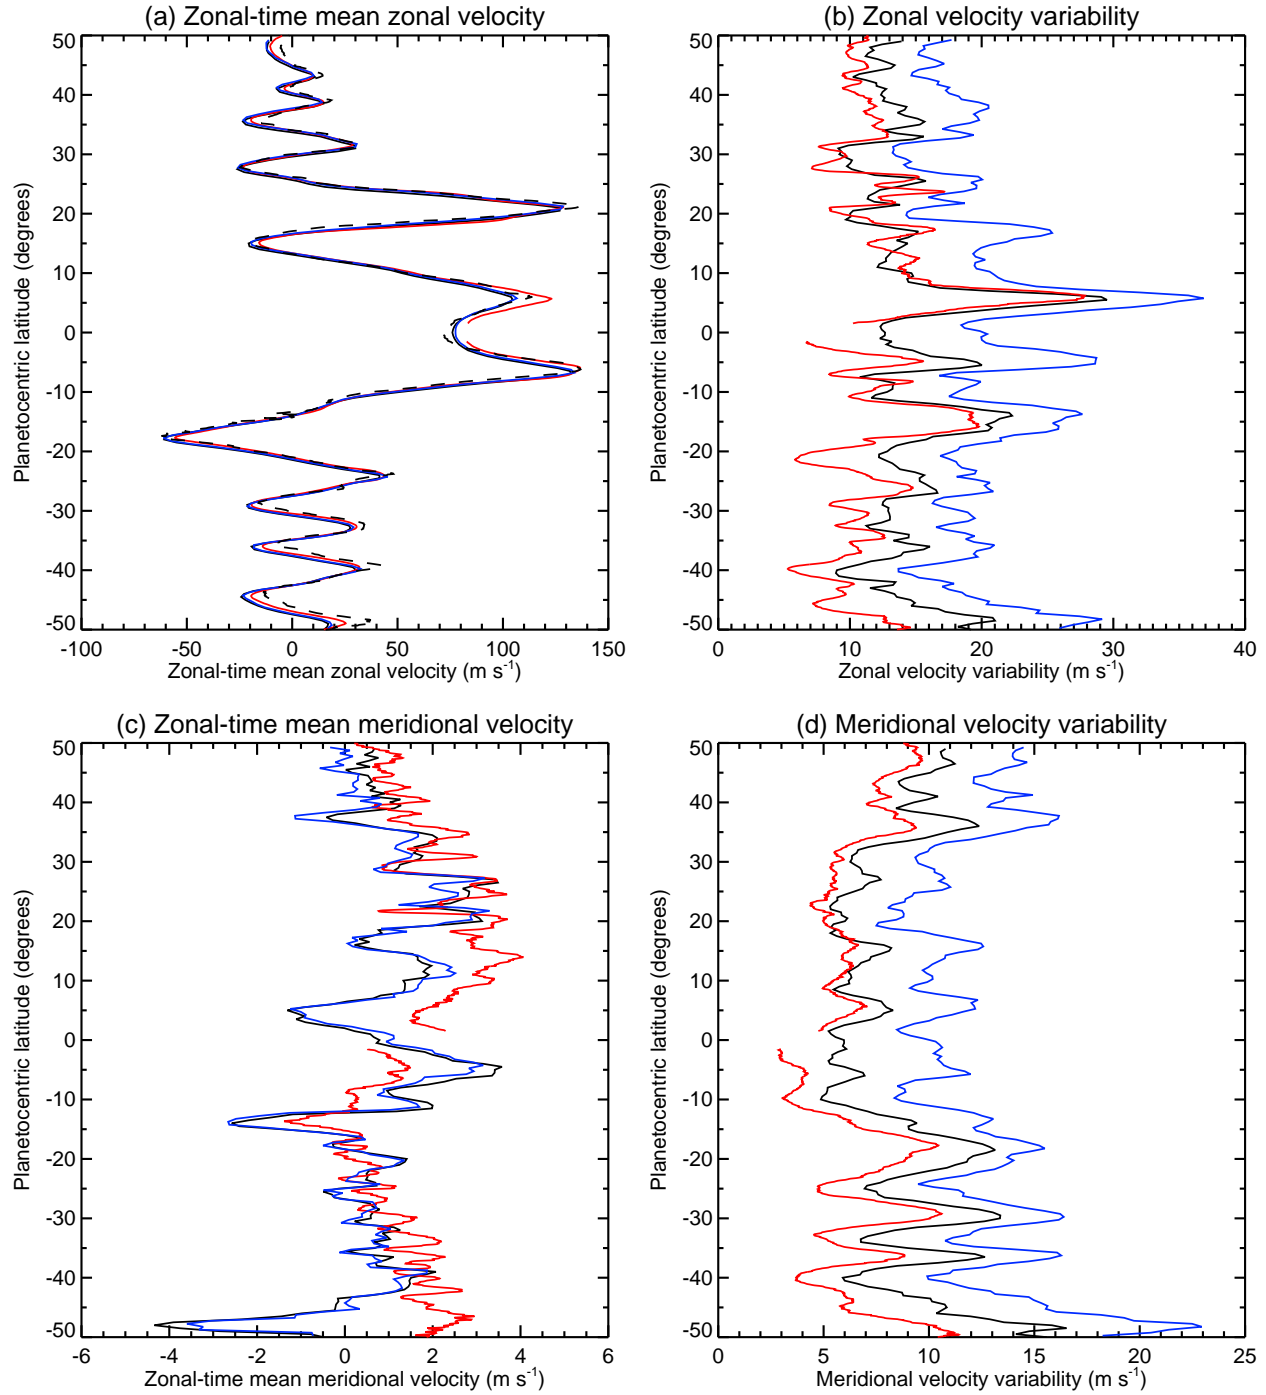 (a) Zonal-time mean zonal velocity
50
40
30
20
10
0
-10
-20
-30
-40
-50
Planetocentric latitude (degrees)
-100 -50 0 50 100 150
Zonal-time mean zonal velocity (m s⁻¹)
(b) Zonal velocity variability
50
40
30
20
10
0
-10
-20
-30
-40
-50
Planetocentric latitude (degrees)
0 10 20 30 40
Zonal velocity variability (m s⁻¹)
(c) Zonal-time mean meridional velocity
50
40
30
20
10
0
-10
-20
-30
-40
-50
Planetocentric latitude (degrees)
-6 -4 -2 0 2 4 6
Zonal-time mean meridional velocity (m s⁻¹)
(d) Meridional velocity variability
50
40
30
20
10
0
-10
-20
-30
-40
-50
Planetocentric latitude (degrees)
0 5 10 15 20 25
Meridional velocity variability (m s⁻¹)